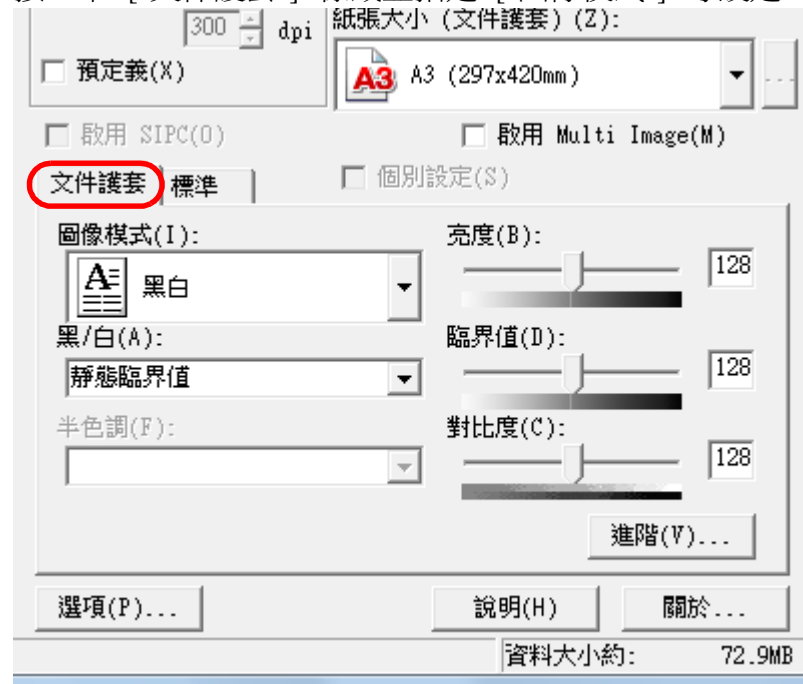 300 dpi
紙張大小 (文件護套) (Z):
預定義(X)
A3 (297x420mm)
...
啟用 SIPC(O)
啟用 Multi Image(M)
文件護套
標準
個別設定(S)
圖像模式(I):
黑白
黑/白(A):
靜態臨界值
半色調(F):
亮度(B):
128
臨界值(D):
128
對比度(C):
128
進階(V)...
選項(P)...
說明(H)
關於...
資料大小約: 72.9MB